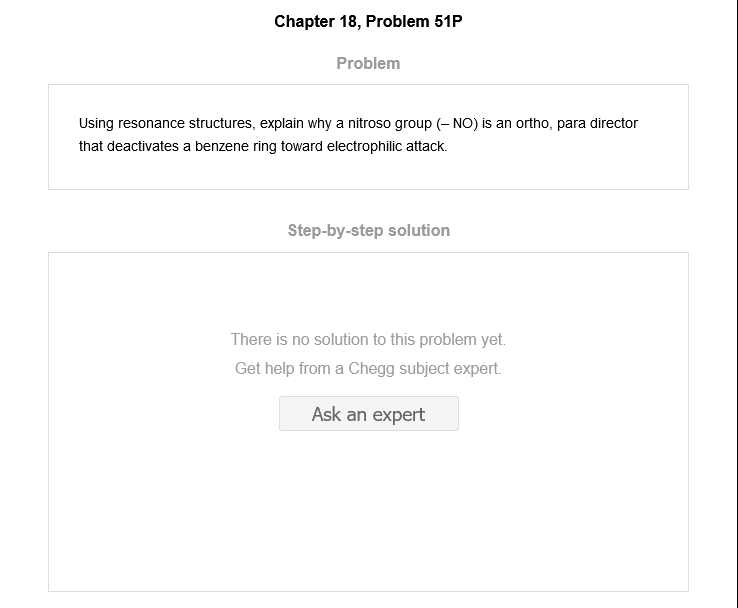 Chapter 18, Problem 51P
Problem
Using resonance structures, explain why a nitroso group (– NO) is an ortho, para director
that deactivates a benzene ring toward electrophilic attack.
Step-by-step solution
There is no solution to this problem yet.
Get help from a Chegg subject expert.
Ask an expert